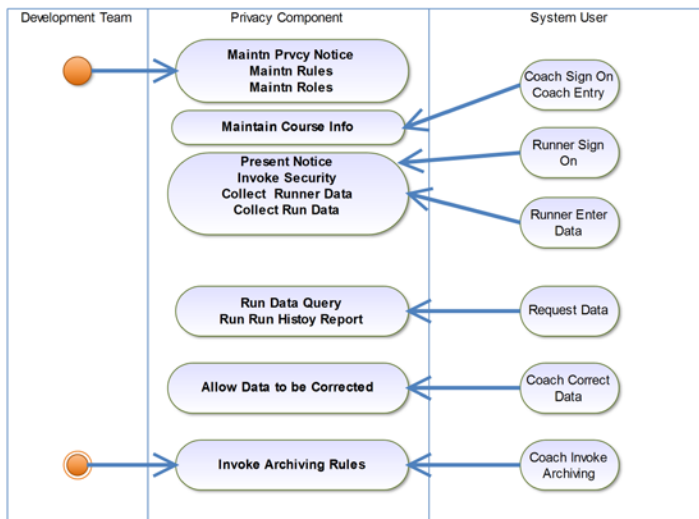 Development Team
Privacy Component
System User
Maintn Prvcy Notice
Maintn Rules
Maintn Roles
Coach Sign On
Coach Entry
Maintain Course Info
Runner Sign
On
Present Notice
Invoke Security
Collect Runner Data
Collect Run Data
Runner Enter
Data
Run Data Query
Run Run Histoy Report
Request Data
Allow Data to be Corrected
Coach Correct
Data
Invoke Archiving Rules
Coach Invoke
Archiving